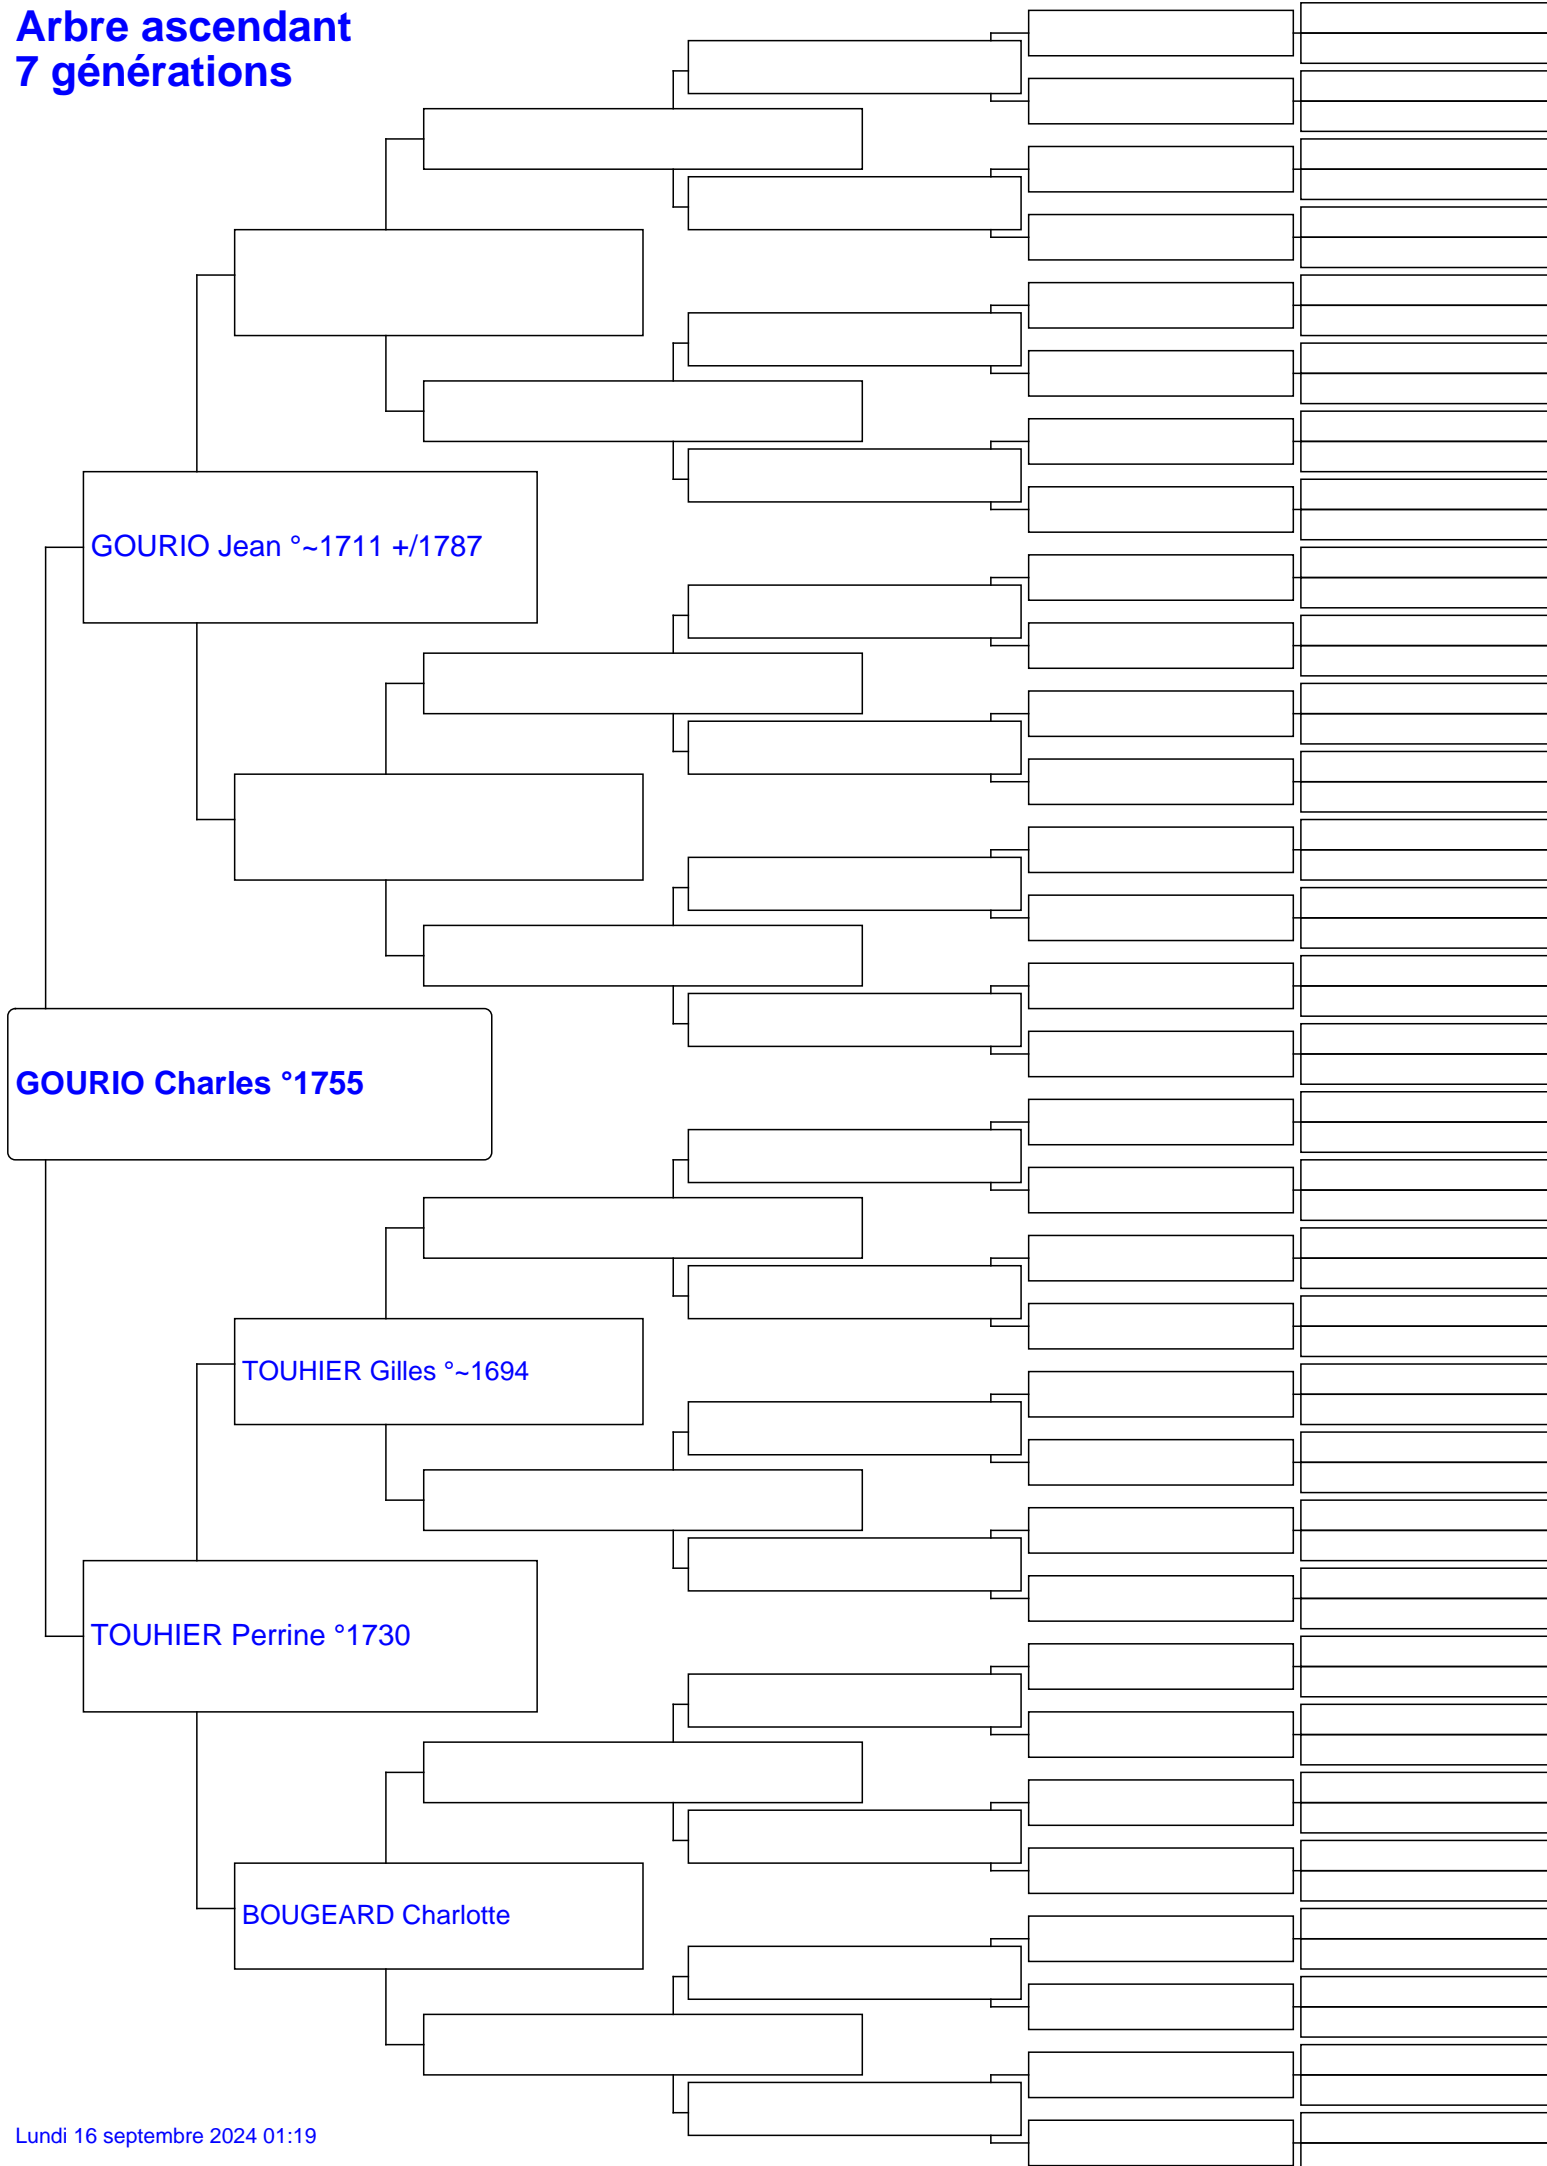 Arbre ascendant
7 générations
GOURIO Jean °~1711 +/1787
GOURIO Charles °1755
TOUHIER Gilles °~1694
TOUHIER Perrine °1730
BOUGEARD Charlotte
Lundi 16 septembre 2024 01:19